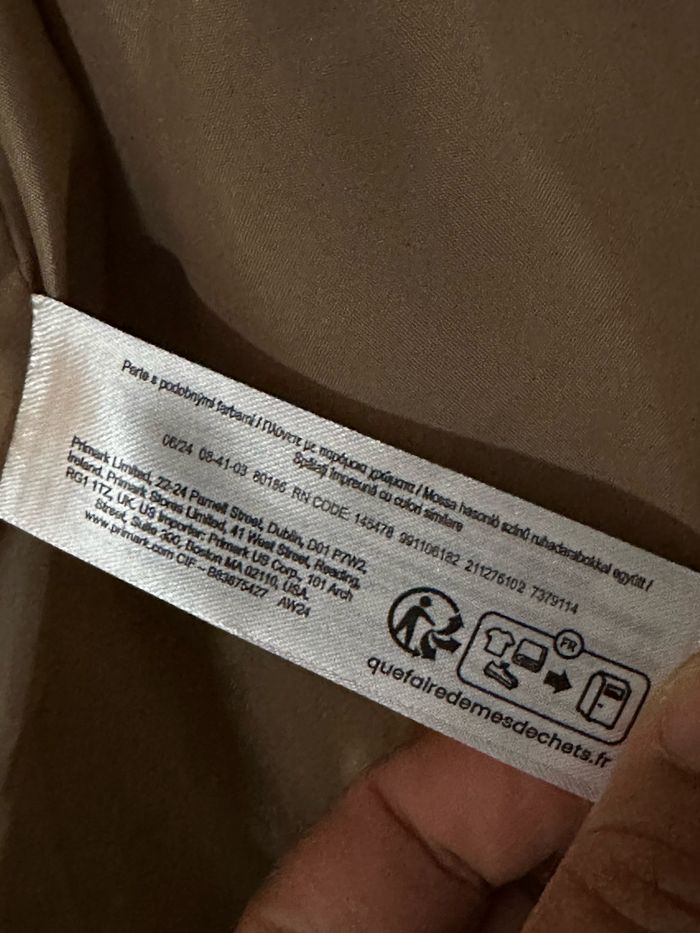 Perte s podobnými farbami / Πλύνετε με παρόμοια χρώματα / Mossa hasonló színű ruhadarabokkal együtt /
Spălați împreună cu culori similare
06/24 08-41-03 80186 RN CODE: 145478 991106182 211276102 7379114
Primark Limited, 22-24 Parnell Street, Dublin, D01 P7W2,
Ireland. Primark Stores Limited, 41 West Street, Reading,
RG1 1TZ, UK. US Importer: Primark US Corp., 101 Arch
Street, Suite 300, Boston MA 02110, USA.
www.primark.com CIF – B83875427 AW24
FR
quefairedemesdechets.fr